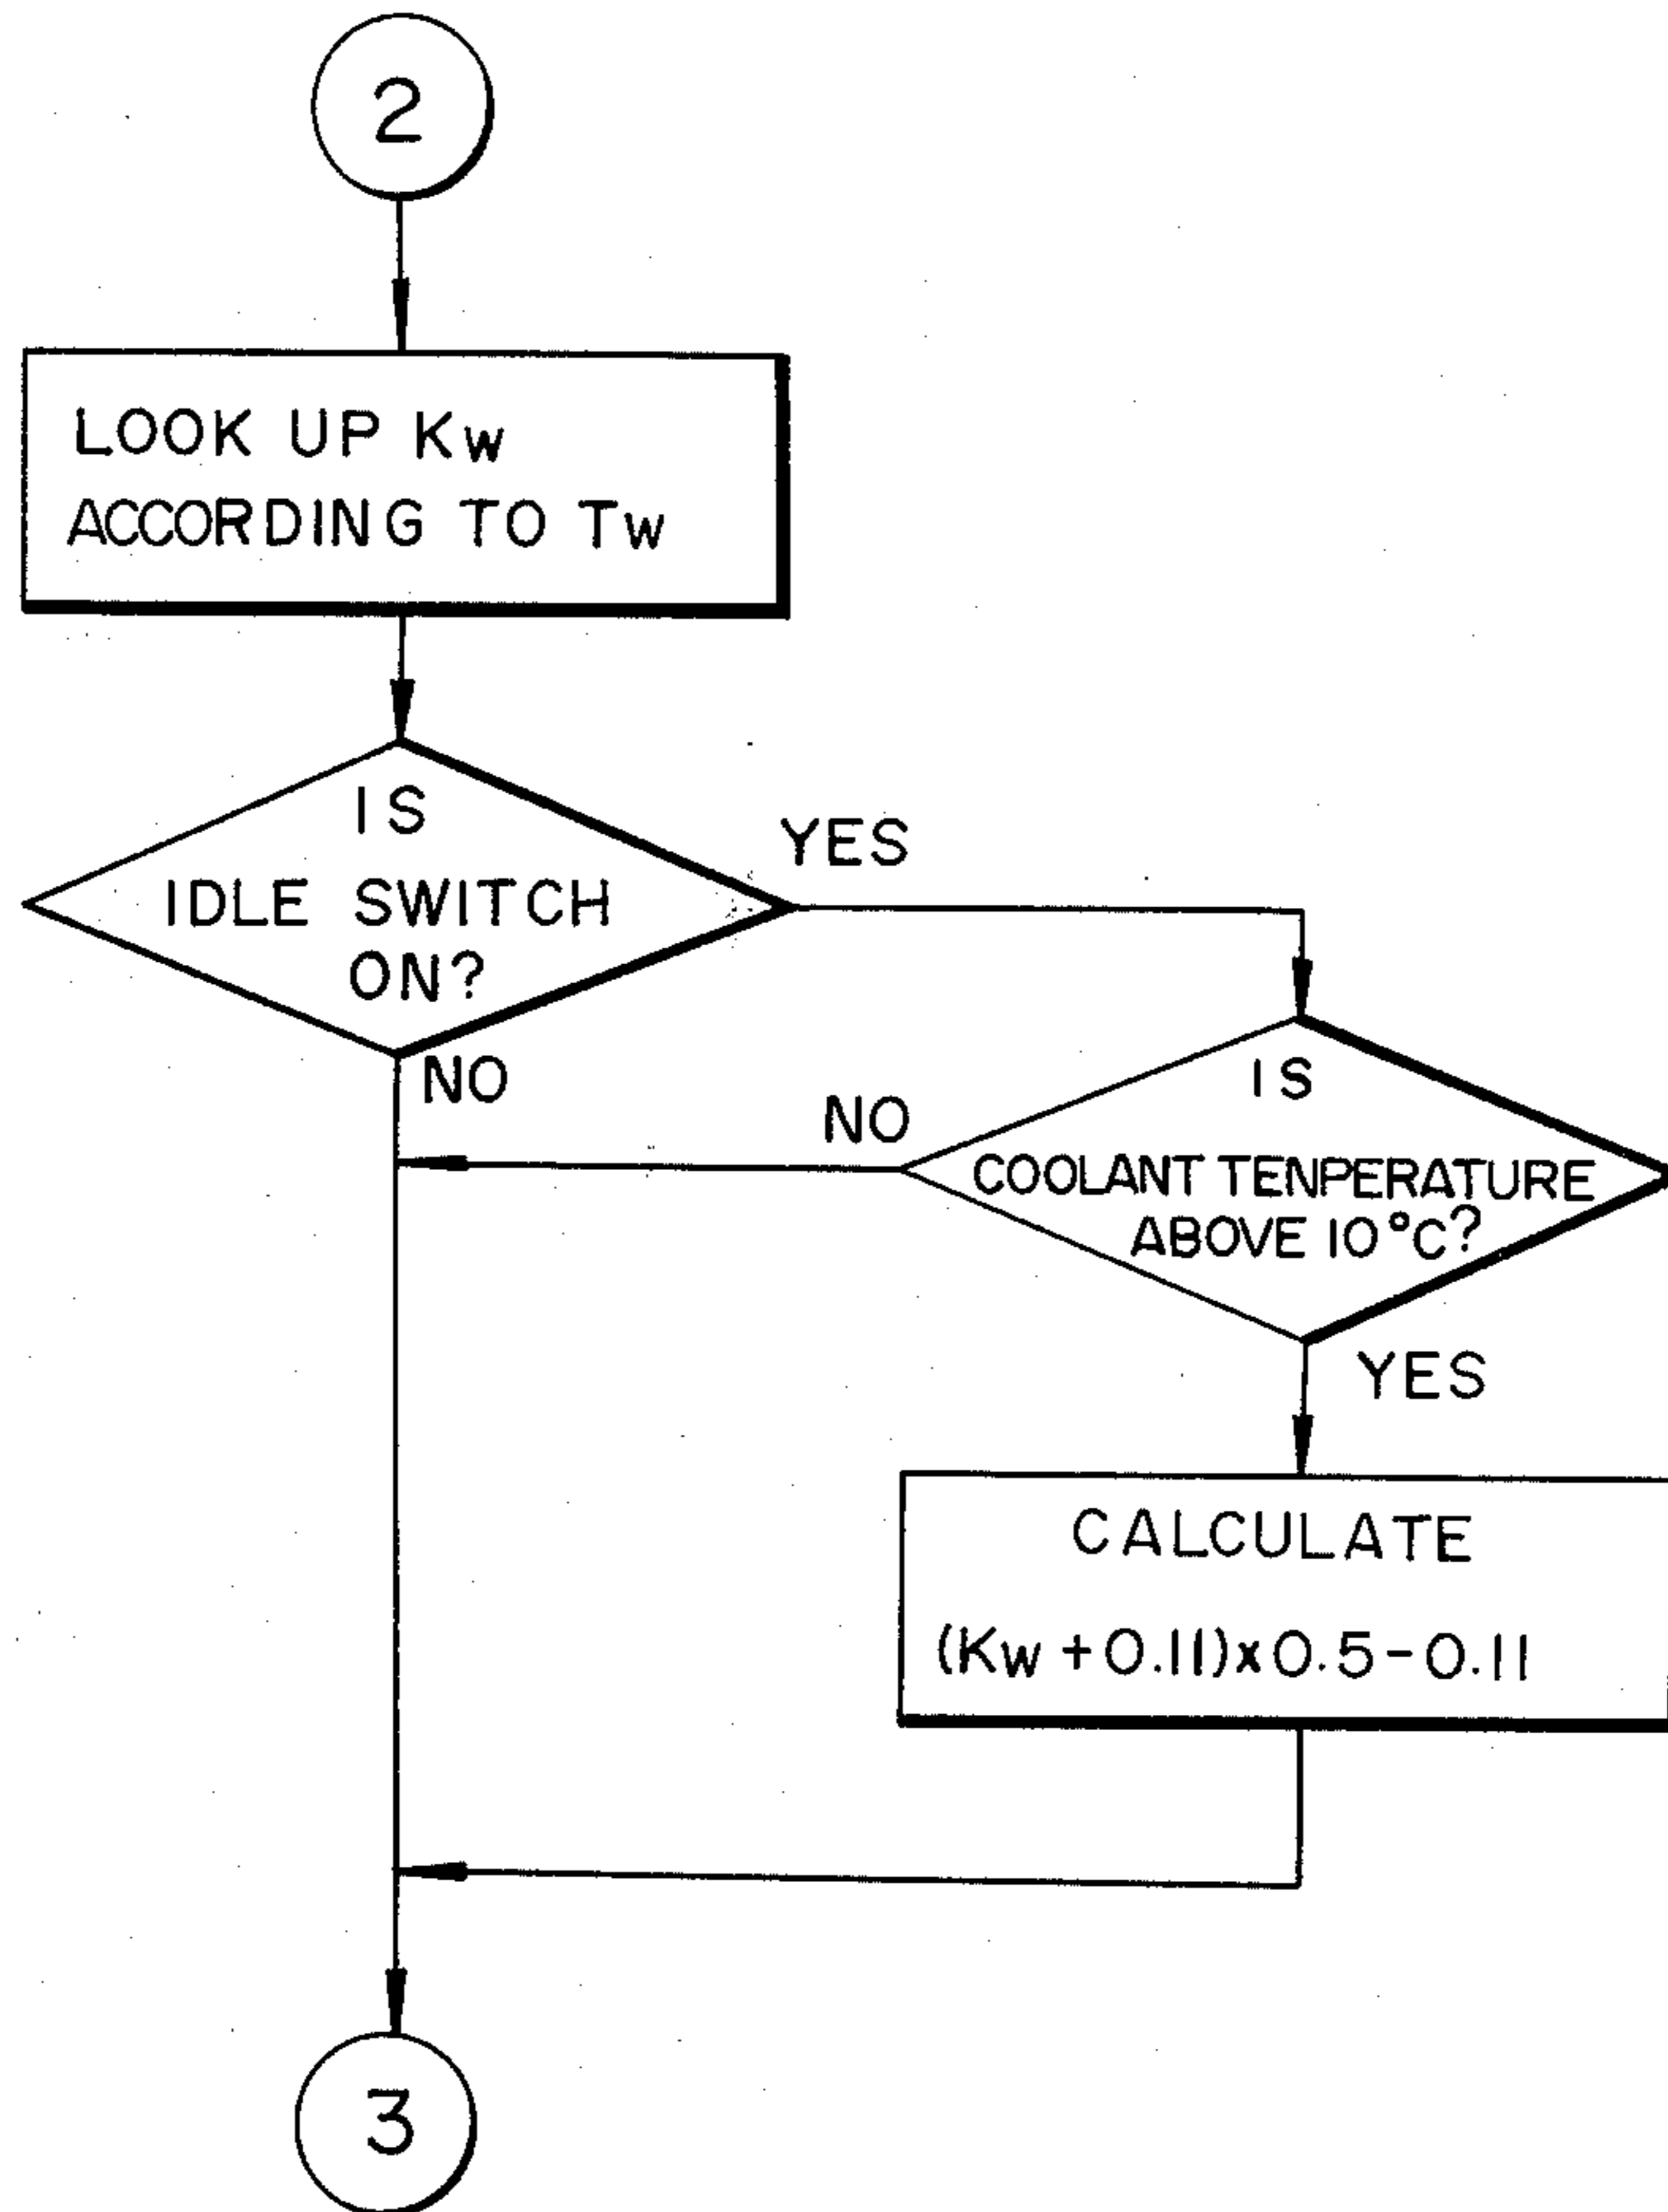 2
LOOK UP Kw
ACCORDING TO Tw
IS
IDLE SWITCH
ON?
YES
NO
IS
COOLANT TENPERATURE
ABOVE 10°C?
NO
YES
CALCULATE
(Kw + 0.11)x0.5-0.11
3